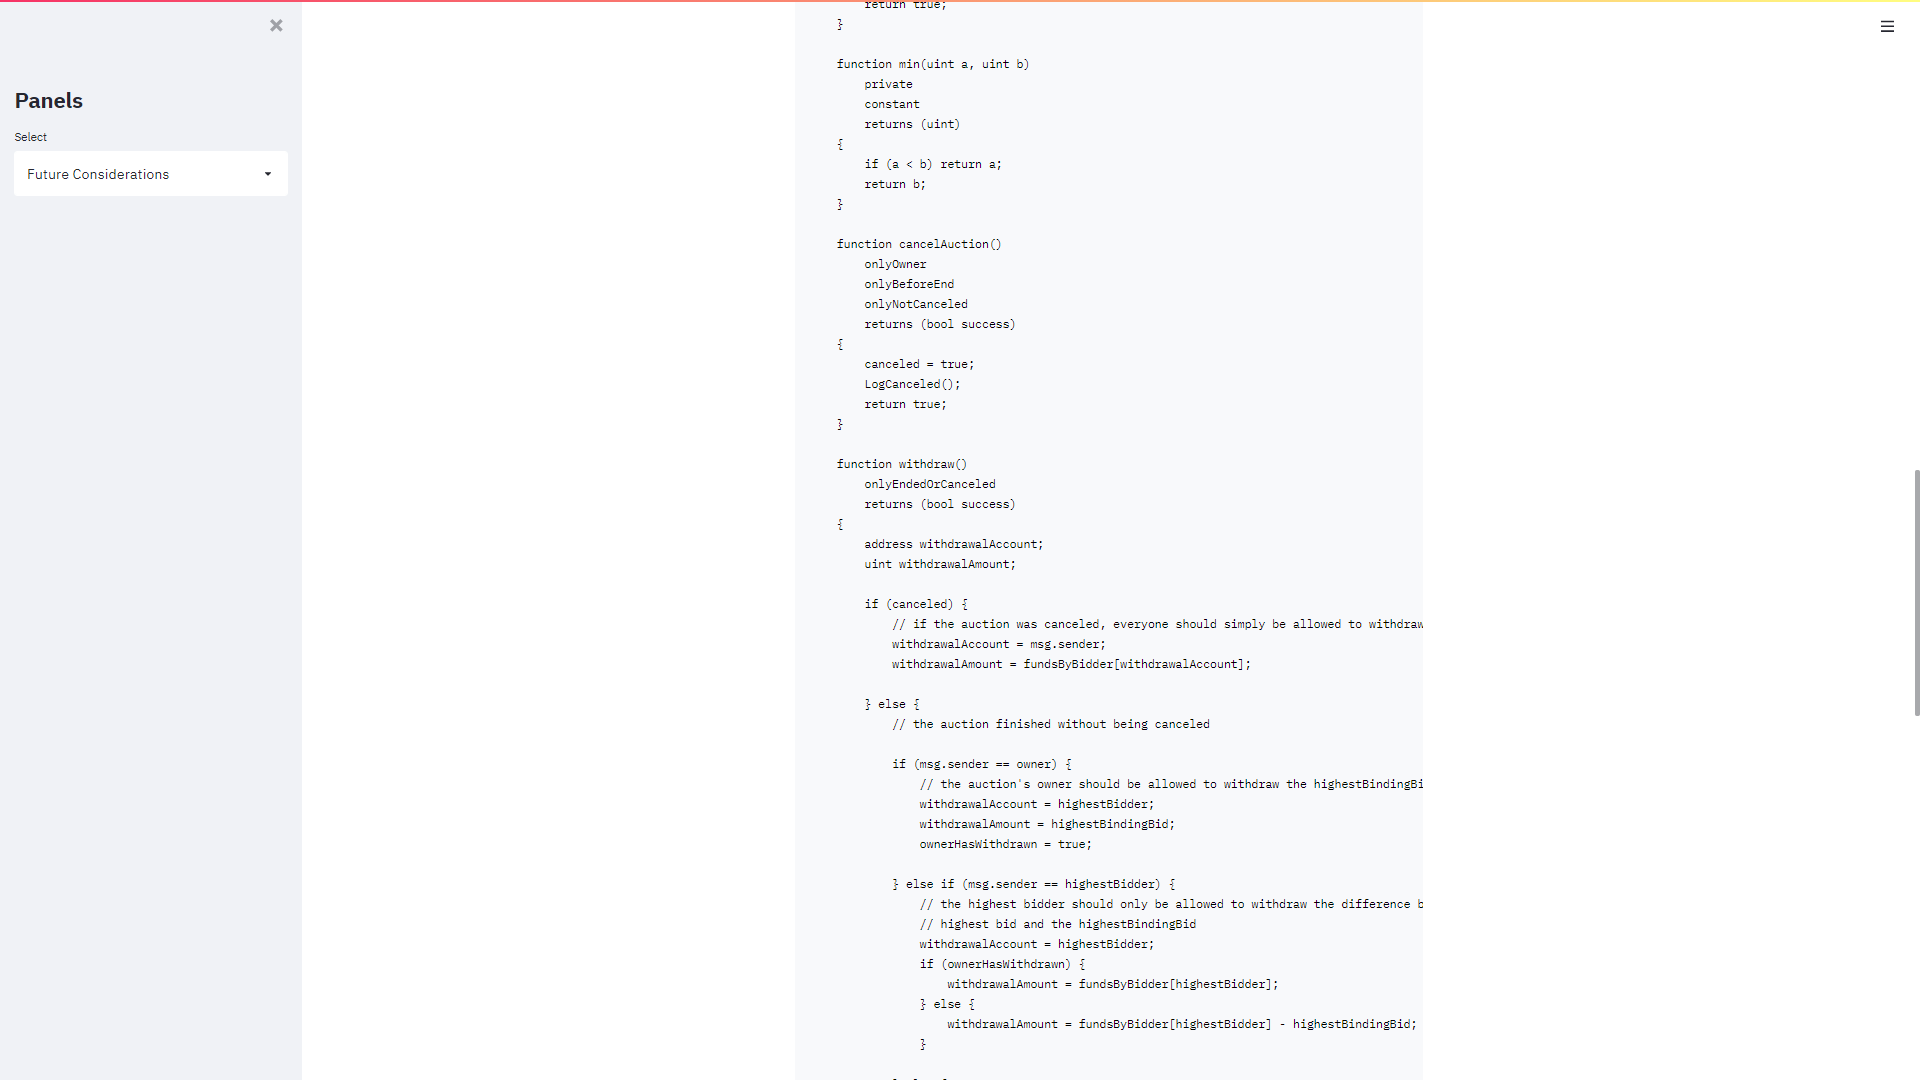 Panels
Select
Future Considerations
return true;
}
function min(uint a, uint b)
private
constant
returns (uint)
{
if (a < b) return a;
return b;
}
function cancelAuction()
onlyOwner
onlyBeforeEnd
onlyNotCanceled
returns (bool success)
{
canceled = true;
LogCanceled();
return true;
}
function withdraw()
onlyEndedOrCanceled
returns (bool success)
{
address withdrawalAccount;
uint withdrawalAmount;
if (canceled) {
// if the auction was canceled, everyone should simply be allowed to withdraw
withdrawalAccount = msg.sender;
withdrawalAmount = fundsByBidder[withdrawalAccount];
} else {
// the auction finished without being canceled
if (msg.sender == owner) {
// the auction's owner should be allowed to withdraw the highestBindingBi
withdrawalAccount = highestBidder;
withdrawalAmount = highestBindingBid;
ownerHasWithdrawn = true;
} else if (msg.sender == highestBidder) {
// the highest bidder should only be allowed to withdraw the difference b
// highest bid and the highestBindingBid
withdrawalAccount = highestBidder;
if (ownerHasWithdrawn) {
withdrawalAmount = fundsByBidder[highestBidder];
} else {
withdrawalAmount = fundsByBidder[highestBidder] - highestBindingBid;
}